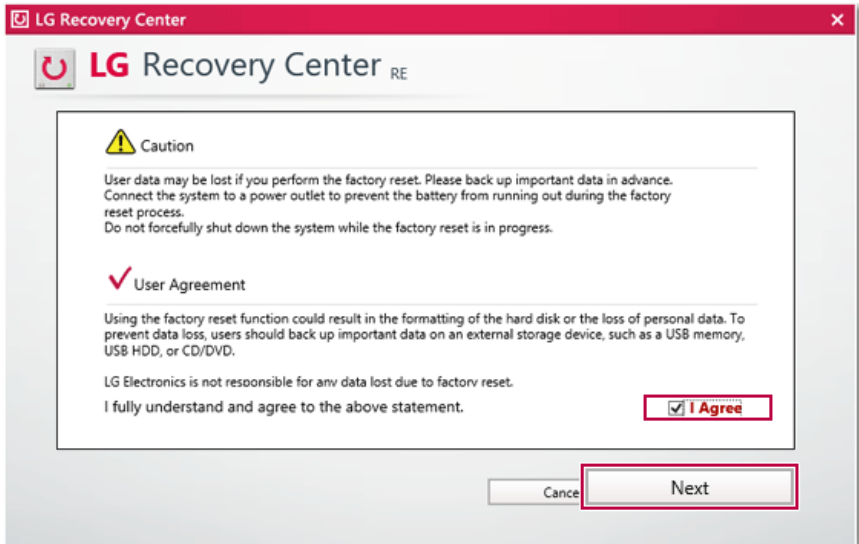 LG Recovery Center
LG Recovery Center RE
Caution
User data may be lost if you perform the factory reset. Please back up important data in advance.
Connect the system to a power outlet to prevent the battery from running out during the factory
reset process.
Do not forcefully shut down the system while the factory reset is in progress.
User Agreement
Using the factory reset function could result in the formatting of the hard disk or the loss of personal data. To
prevent data loss, users should back up important data on an external storage device, such as a USB memory,
USB HDD, or CD/DVD.
LG Electronics is not responsible for any data lost due to factory reset.
I fully understand and agree to the above statement.
I Agree
Cance
Next